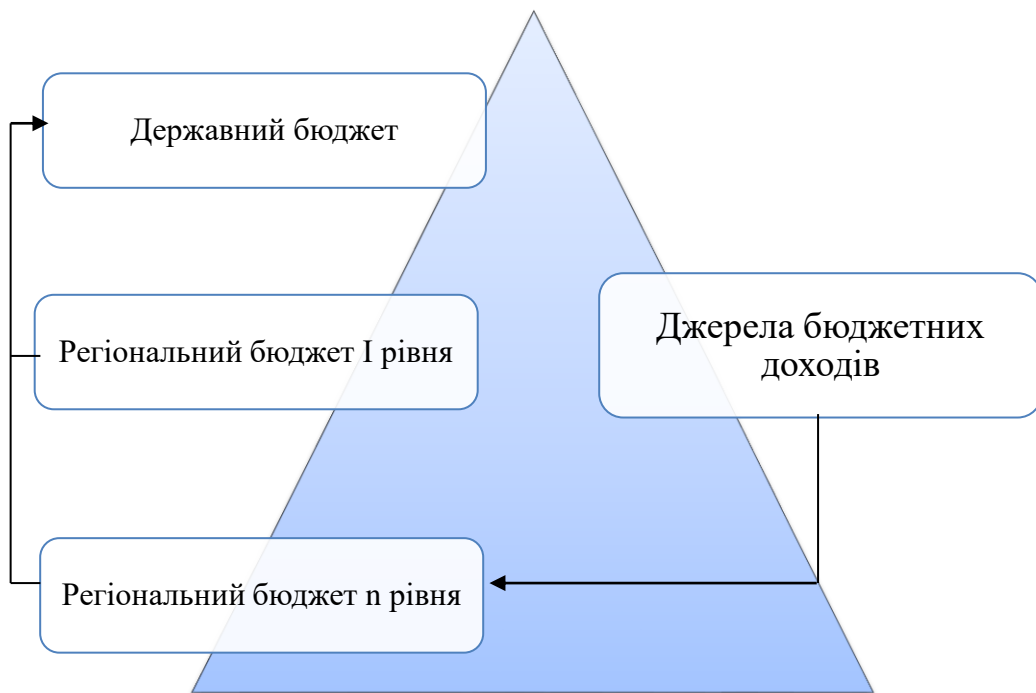 Державний бюджет
Регіональний бюджет І рівня
Джерела бюджетних
доходів
Регіональний бюджет n рівня